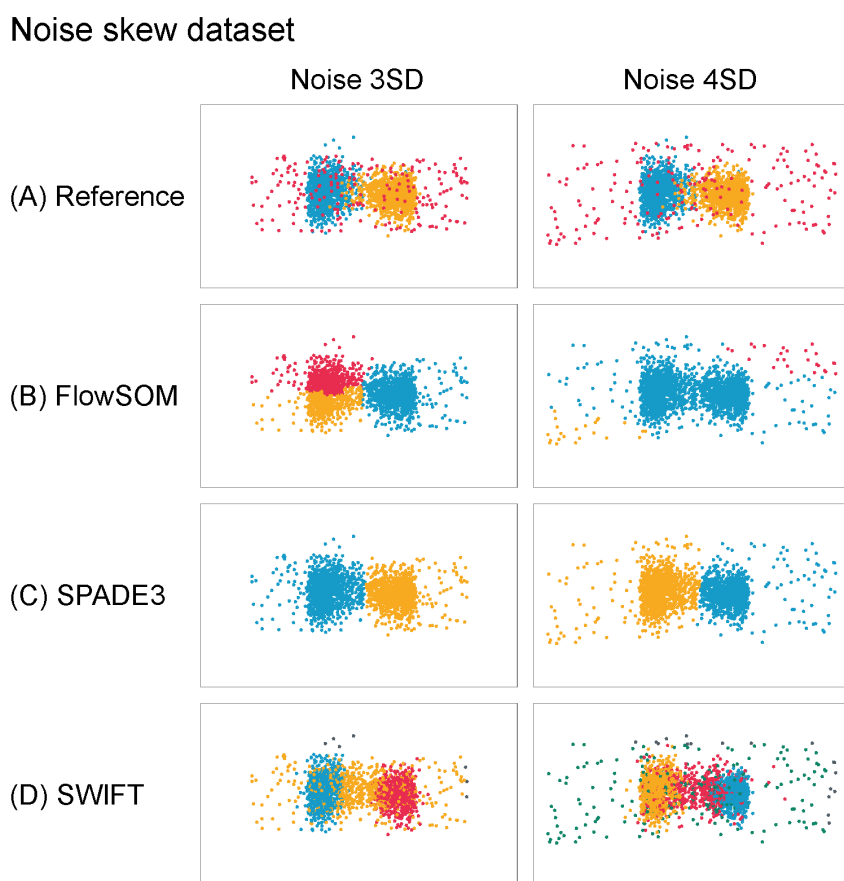 Noise skew dataset
Noise 3SD
Noise 4SD
(A) Reference
(B) FlowSOM
(C) SPADE3
(D) SWIFT